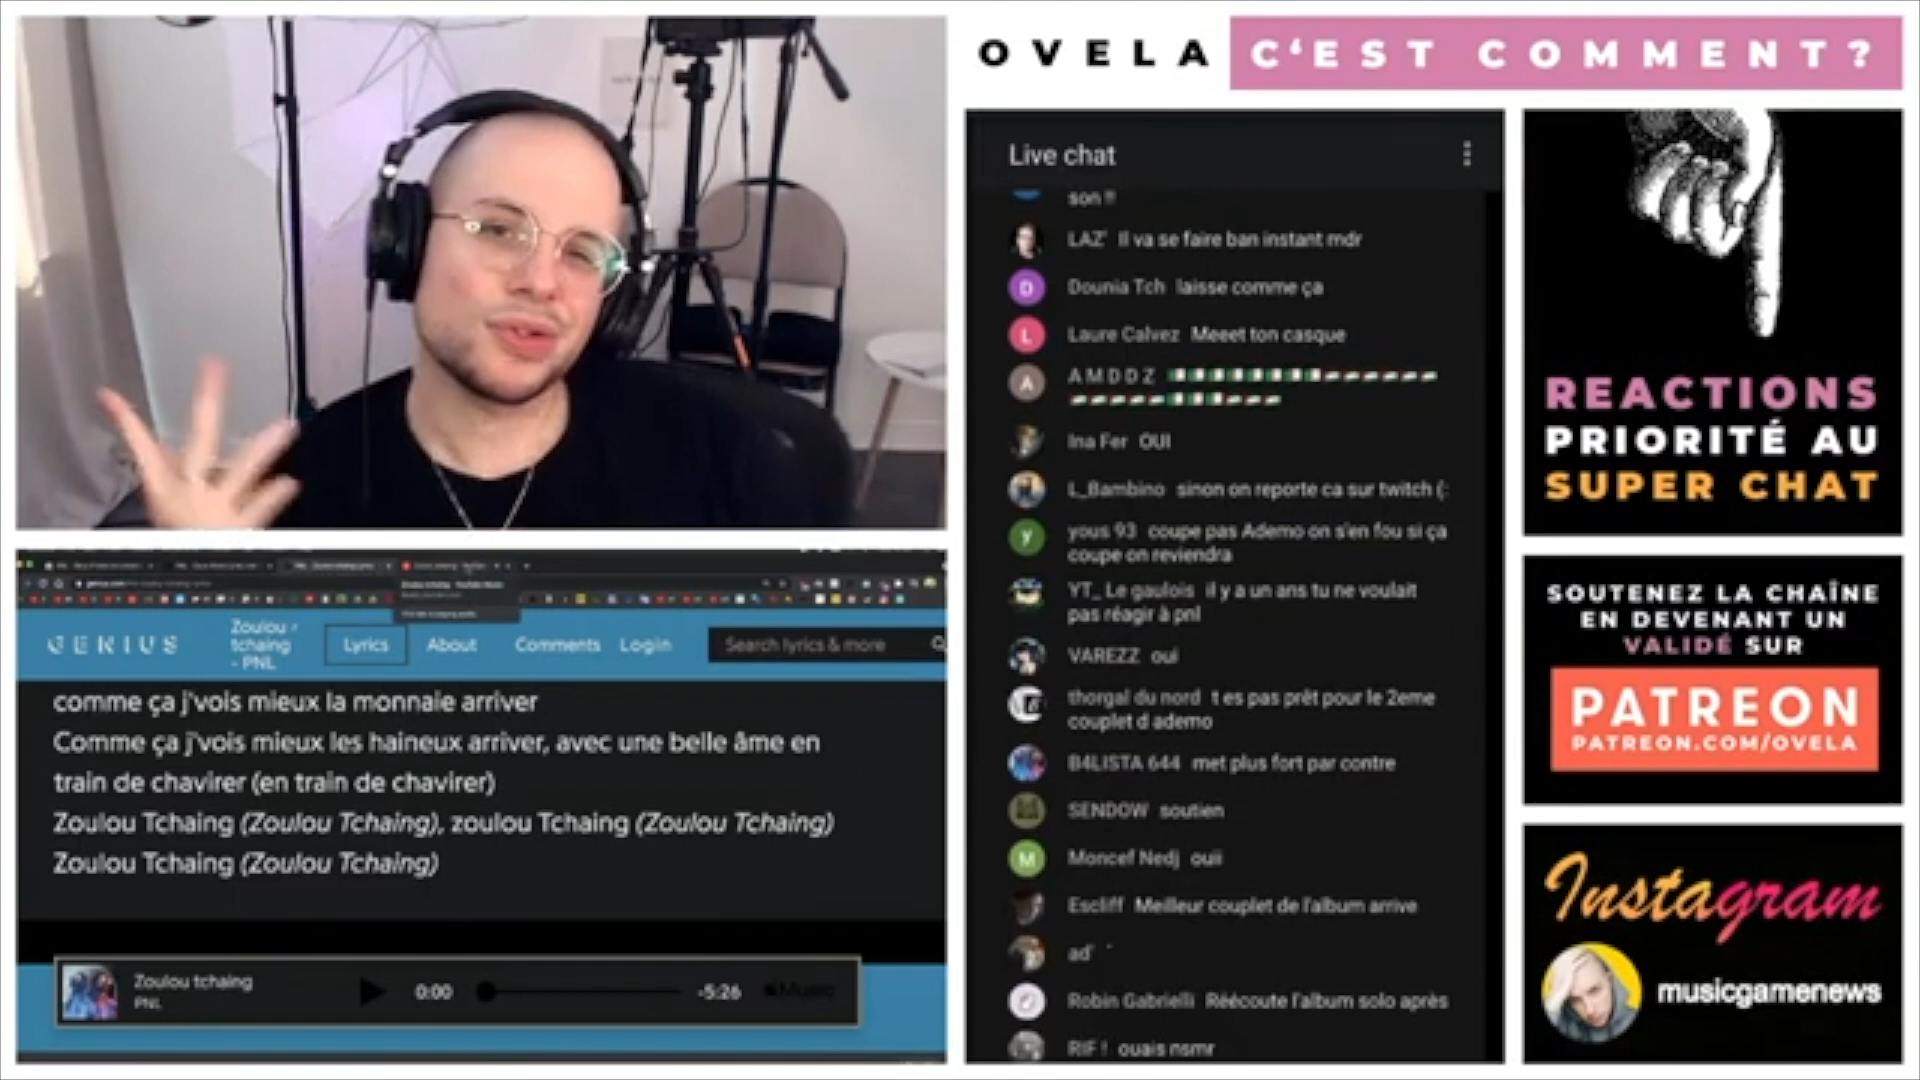 OVELA C'EST COMMENT?
Live chat
son !!
LAZ' Il va se faire ban instant mdr
D Dounia Tch laisse comme ça
L Laure Calvez Meeet ton casque
A A M D D Z
Ina Fer OUI
L_Bambino sinon on reporte ca sur twitch (:
y yous 93 coupe pas Ademo on s'en fou si ça
coupe on reviendra
YT_ Le gaulois il y a un ans tu ne voulait
pas réagir à pnl
VAREZZ oui
thorgal du nord t es pas prêt pour le 2eme
couplet d ademo
B4LISTA 644 met plus fort par contre
SENDOW soutien
M Moncef Nedj ouii
Escliff Meilleur couplet de l'album arrive
ad'
Robin Gabrielli Réécoute l'album solo après
RIF ! ouais nsmr
REACTIONS
PRIORITÉ AU
SUPER CHAT
SOUTENEZ LA CHAÎNE
EN DEVENANT UN
VALIDÉ SUR
PATREON
PATREON.COM/OVELA
Instagram
musicgamenews
GENIUS
Zoulou
tchaing
- PNL
Lyrics
About
Comments
Login
Search lyrics & more
comme ça j'vois mieux la monnaie arriver
Comme ça j'vois mieux les haineux arriver, avec une belle âme en
train de chavirer (en train de chavirer)
Zoulou Tchaing (Zoulou Tchaing), zoulou Tchaing (Zoulou Tchaing)
Zoulou Tchaing (Zoulou Tchaing)
Zoulou tchaing
PNL
0:00
-5:26
Music